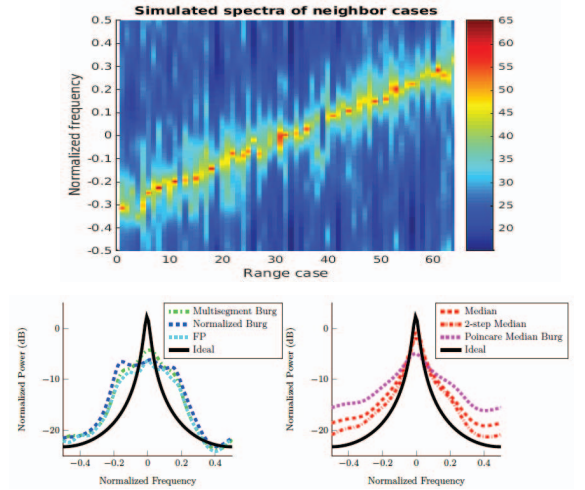 Simulated spectra of neighbor cases
Normalized frequency
0.5
0.4
0.3
0.2
0.1
0
-0.1
-0.2
-0.3
-0.4
-0.5
0 10 20 30 40 50 60
Range case
65
60
55
50
45
40
35
30
25
20
Normalized Power (dB)
0
−10
−20
−0.4 −0.2 0 0.2 0.4
Normalized Frequency
Multisegment Burg
Normalized Burg
FP
Ideal
Normalized Power (dB)
0
−10
−20
−0.4 −0.2 0 0.2 0.4
Normalized Frequency
Median
2-step Median
Poincare Median Burg
Ideal